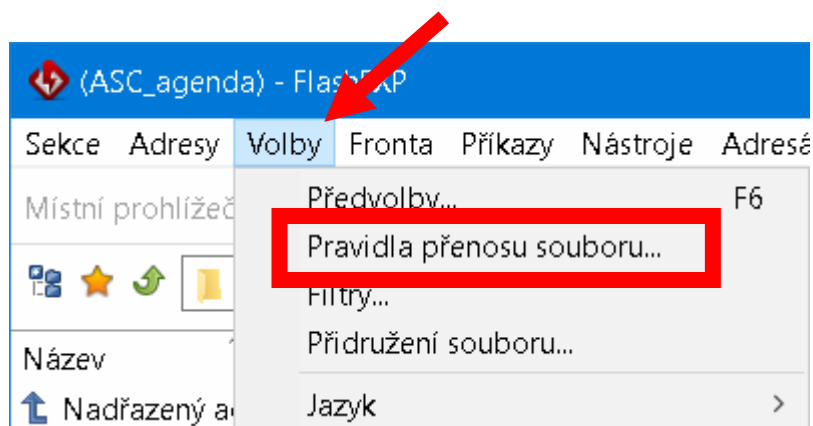 (ASC_agenda) - FlashFXP
Sekce Adresy Volby Fronta Příkazy Nástroje Adresá
Místní prohlížeč
Předvolby... F6
Pravidla přenosu souboru...
Filtry...
Přidružení souboru...
Název
Jazyk
Nadřazený a